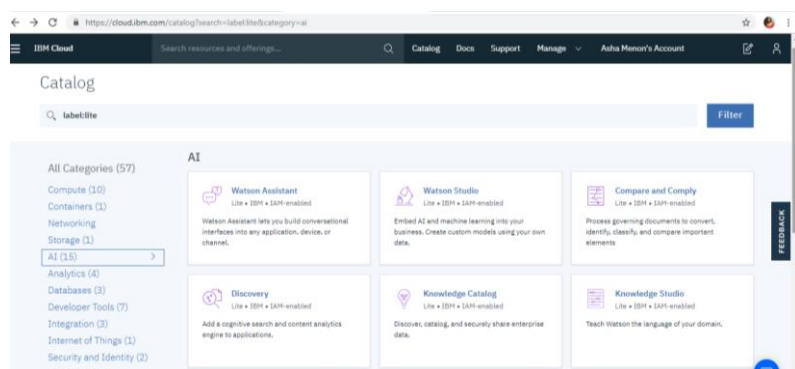 https://cloud.ibm.com/catalog?search=label:lite&category=ai
IBM Cloud
Search resources and offerings...
Catalog
Docs
Support
Manage
Asha Menon's Account
Catalog
label:lite
Filter
All Categories (57)
Compute (10)
Containers (1)
Networking
Storage (1)
AI (15)
Analytics (4)
Databases (3)
Developer Tools (7)
Integration (3)
Internet of Things (1)
Security and Identity (2)
AI
Watson Assistant
Lite • IBM • IAM-enabled
Watson Assistant lets you build conversational
interfaces into any application, device, or
channel.
Watson Studio
Lite • IBM • IAM-enabled
Embed AI and machine learning into your
business. Create custom models using your own
data.
Compare and Comply
Lite • IBM • IAM-enabled
Process governing documents to convert,
identify, classify, and compare important
elements
Discovery
Lite • IBM • IAM-enabled
Add a cognitive search and content analytics
engine to applications.
Knowledge Catalog
Lite • IBM • IAM-enabled
Discover, catalog, and securely share enterprise
data.
Knowledge Studio
Lite • IBM • IAM-enabled
Teach Watson the language of your domain.
FEEDBACK